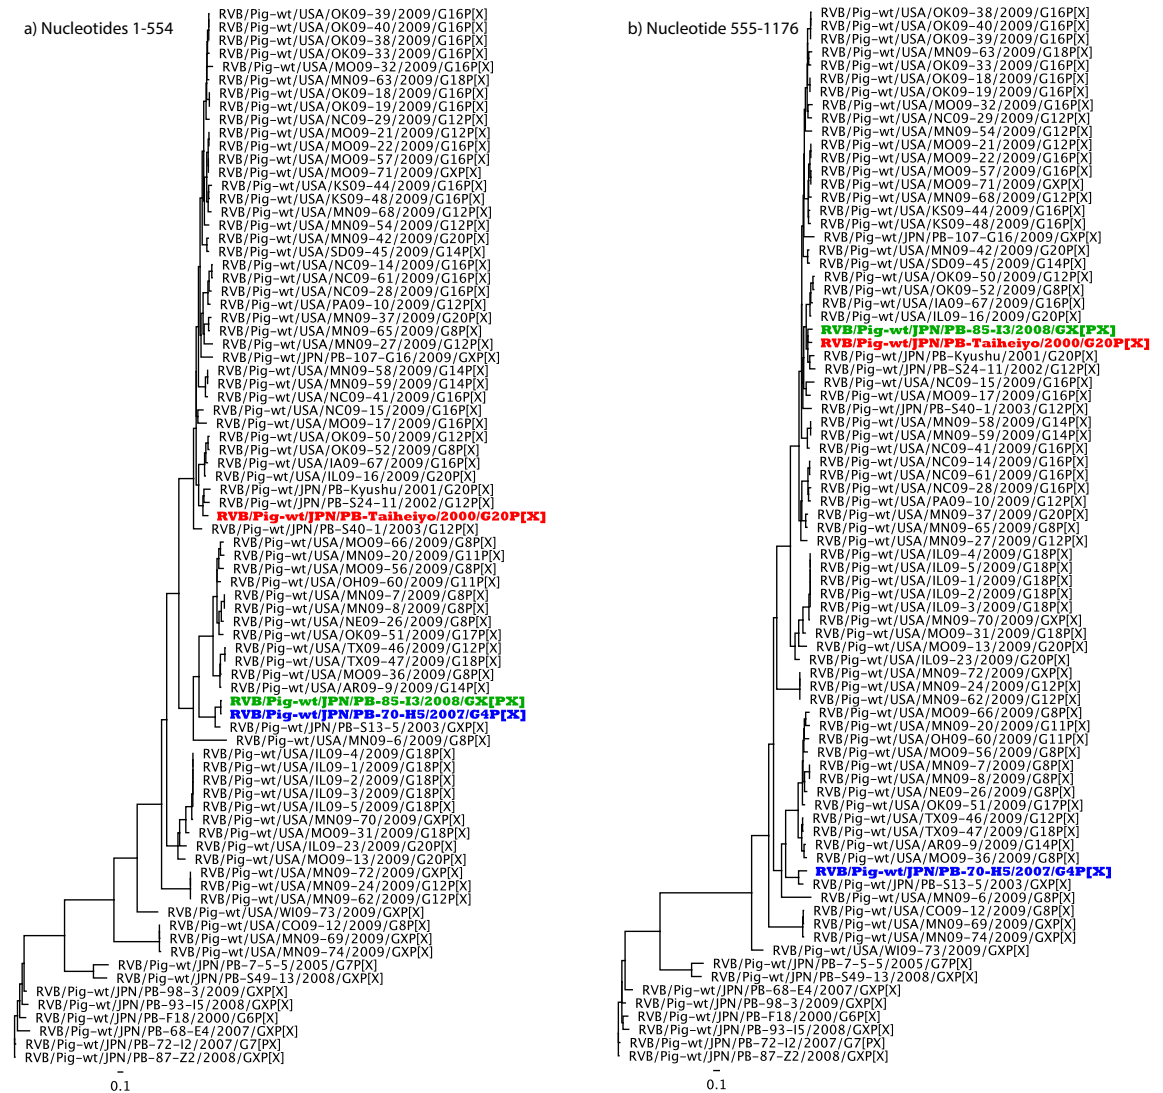 a) Nucleotides 1-554
RVB/Pig-wt/USA/OK09-39/2009/G16P[X]
RVB/Pig-wt/USA/OK09-40/2009/G16P[X]
RVB/Pig-wt/USA/OK09-38/2009/G16P[X]
RVB/Pig-wt/USA/OK09-33/2009/G16P[X]
RVB/Pig-wt/USA/MO09-32/2009/G16P[X]
RVB/Pig-wt/USA/MN09-63/2009/G18P[X]
RVB/Pig-wt/USA/OK09-18/2009/G16P[X]
RVB/Pig-wt/USA/OK09-19/2009/G16P[X]
RVB/Pig-wt/USA/NC09-29/2009/G12P[X]
RVB/Pig-wt/USA/MO09-21/2009/G12P[X]
RVB/Pig-wt/USA/MO09-22/2009/G16P[X]
RVB/Pig-wt/USA/MO09-57/2009/G16P[X]
RVB/Pig-wt/USA/MO09-71/2009/GXP[X]
RVB/Pig-wt/USA/KS09-44/2009/G16P[X]
RVB/Pig-wt/USA/KS09-48/2009/G16P[X]
RVB/Pig-wt/USA/MN09-68/2009/G12P[X]
RVB/Pig-wt/USA/MN09-54/2009/G12P[X]
RVB/Pig-wt/USA/MN09-42/2009/G20P[X]
RVB/Pig-wt/USA/SD09-45/2009/G14P[X]
RVB/Pig-wt/USA/NC09-14/2009/G16P[X]
RVB/Pig-wt/USA/NC09-61/2009/G16P[X]
RVB/Pig-wt/USA/NC09-28/2009/G16P[X]
RVB/Pig-wt/USA/PA09-10/2009/G12P[X]
RVB/Pig-wt/USA/MN09-37/2009/G20P[X]
RVB/Pig-wt/USA/MN09-65/2009/G8P[X]
RVB/Pig-wt/USA/MN09-27/2009/G12P[X]
RVB/Pig-wt/JPN/PB-107-G16/2009/GXP[X]
RVB/Pig-wt/USA/MN09-58/2009/G14P[X]
RVB/Pig-wt/USA/MN09-59/2009/G14P[X]
RVB/Pig-wt/USA/NC09-41/2009/G16P[X]
RVB/Pig-wt/USA/NC09-15/2009/G16P[X]
RVB/Pig-wt/USA/MO09-17/2009/G16P[X]
RVB/Pig-wt/USA/OK09-50/2009/G12P[X]
RVB/Pig-wt/USA/OK09-52/2009/G8P[X]
RVB/Pig-wt/USA/IA09-67/2009/G16P[X]
RVB/Pig-wt/USA/IL09-16/2009/G20P[X]
RVB/Pig-wt/JPN/PB-Kyushu/2001/G20P[X]
RVB/Pig-wt/JPN/PB-S24-11/2002/G12P[X]
RVB/Pig-wt/JPN/PB-Taiheiyo/2000/G20P[X]
RVB/Pig-wt/JPN/PB-S40-1/2003/G12P[X]
RVB/Pig-wt/USA/MO09-66/2009/G8P[X]
RVB/Pig-wt/USA/MN09-20/2009/G11P[X]
RVB/Pig-wt/USA/MO09-56/2009/G8P[X]
RVB/Pig-wt/USA/OH09-60/2009/G11P[X]
RVB/Pig-wt/USA/MN09-7/2009/G8P[X]
RVB/Pig-wt/USA/MN09-8/2009/G8P[X]
RVB/Pig-wt/USA/NE09-26/2009/G8P[X]
RVB/Pig-wt/USA/OK09-51/2009/G17P[X]
RVB/Pig-wt/USA/TX09-46/2009/G12P[X]
RVB/Pig-wt/USA/TX09-47/2009/G18P[X]
RVB/Pig-wt/USA/MO09-36/2009/G8P[X]
RVB/Pig-wt/USA/AR09-9/2009/G14P[X]
RVB/Pig-wt/JPN/PB-85-I3/2008/GX[PX]
RVB/Pig-wt/JPN/PB-70-H5/2007/G4P[X]
RVB/Pig-wt/JPN/PB-S13-5/2003/GXP[X]
RVB/Pig-wt/USA/MN09-6/2009/G8P[X]
RVB/Pig-wt/USA/IL09-4/2009/G18P[X]
RVB/Pig-wt/USA/IL09-1/2009/G18P[X]
RVB/Pig-wt/USA/IL09-2/2009/G18P[X]
RVB/Pig-wt/USA/IL09-3/2009/G18P[X]
RVB/Pig-wt/USA/IL09-5/2009/G18P[X]
RVB/Pig-wt/USA/MN09-70/2009/GXP[X]
RVB/Pig-wt/USA/MO09-31/2009/G18P[X]
RVB/Pig-wt/USA/IL09-23/2009/G20P[X]
RVB/Pig-wt/USA/MO09-13/2009/G20P[X]
RVB/Pig-wt/USA/MN09-72/2009/GXP[X]
RVB/Pig-wt/USA/MN09-24/2009/G12P[X]
RVB/Pig-wt/USA/MN09-62/2009/G12P[X]
RVB/Pig-wt/USA/WI09-73/2009/GXP[X]
RVB/Pig-wt/USA/CO09-12/2009/G8P[X]
RVB/Pig-wt/USA/MN09-69/2009/GXP[X]
RVB/Pig-wt/USA/MN09-74/2009/GXP[X]
RVB/Pig-wt/JPN/PB-7-5-5/2005/G7P[X]
RVB/Pig-wt/JPN/PB-S49-13/2008/GXP[X]
RVB/Pig-wt/JPN/PB-98-3/2009/GXP[X]
RVB/Pig-wt/JPN/PB-93-I5/2008/GXP[X]
RVB/Pig-wt/JPN/PB-F18/2000/G6P[X]
RVB/Pig-wt/JPN/PB-68-E4/2007/GXP[X]
RVB/Pig-wt/JPN/PB-72-I2/2007/G7[PX]
RVB/Pig-wt/JPN/PB-87-Z2/2008/GXP[X]
0.1
b) Nucleotide 555-1176
RVB/Pig-wt/USA/OK09-38/2009/G16P[X]
RVB/Pig-wt/USA/OK09-40/2009/G16P[X]
RVB/Pig-wt/USA/OK09-39/2009/G16P[X]
RVB/Pig-wt/USA/MN09-63/2009/G18P[X]
RVB/Pig-wt/USA/OK09-33/2009/G16P[X]
RVB/Pig-wt/USA/OK09-18/2009/G16P[X]
RVB/Pig-wt/USA/OK09-19/2009/G16P[X]
RVB/Pig-wt/USA/MO09-32/2009/G16P[X]
RVB/Pig-wt/USA/NC09-29/2009/G12P[X]
RVB/Pig-wt/USA/MN09-54/2009/G12P[X]
RVB/Pig-wt/USA/MO09-21/2009/G12P[X]
RVB/Pig-wt/USA/MO09-22/2009/G16P[X]
RVB/Pig-wt/USA/MO09-57/2009/G16P[X]
RVB/Pig-wt/USA/MO09-71/2009/GXP[X]
RVB/Pig-wt/USA/MN09-68/2009/G12P[X]
RVB/Pig-wt/USA/KS09-44/2009/G16P[X]
RVB/Pig-wt/USA/KS09-48/2009/G16P[X]
RVB/Pig-wt/JPN/PB-107-G16/2009/GXP[X]
RVB/Pig-wt/USA/MN09-42/2009/G20P[X]
RVB/Pig-wt/USA/SD09-45/2009/G14P[X]
RVB/Pig-wt/USA/OK09-50/2009/G12P[X]
RVB/Pig-wt/USA/OK09-52/2009/G8P[X]
RVB/Pig-wt/USA/IA09-67/2009/G16P[X]
RVB/Pig-wt/USA/IL09-16/2009/G20P[X]
RVB/Pig-wt/JPN/PB-85-I3/2008/GX[PX]
RVB/Pig-wt/JPN/PB-Taiheiyo/2000/G20P[X]
RVB/Pig-wt/JPN/PB-Kyushu/2001/G20P[X]
RVB/Pig-wt/JPN/PB-S24-11/2002/G12P[X]
RVB/Pig-wt/USA/NC09-15/2009/G16P[X]
RVB/Pig-wt/USA/MO09-17/2009/G16P[X]
RVB/Pig-wt/JPN/PB-S40-1/2003/G12P[X]
RVB/Pig-wt/USA/MN09-58/2009/G14P[X]
RVB/Pig-wt/USA/MN09-59/2009/G14P[X]
RVB/Pig-wt/USA/NC09-41/2009/G16P[X]
RVB/Pig-wt/USA/NC09-14/2009/G16P[X]
RVB/Pig-wt/USA/NC09-61/2009/G16P[X]
RVB/Pig-wt/USA/NC09-28/2009/G16P[X]
RVB/Pig-wt/USA/PA09-10/2009/G12P[X]
RVB/Pig-wt/USA/MN09-37/2009/G20P[X]
RVB/Pig-wt/USA/MN09-65/2009/G8P[X]
RVB/Pig-wt/USA/MN09-27/2009/G12P[X]
RVB/Pig-wt/USA/IL09-4/2009/G18P[X]
RVB/Pig-wt/USA/IL09-5/2009/G18P[X]
RVB/Pig-wt/USA/IL09-1/2009/G18P[X]
RVB/Pig-wt/USA/IL09-2/2009/G18P[X]
RVB/Pig-wt/USA/IL09-3/2009/G18P[X]
RVB/Pig-wt/USA/MN09-70/2009/GXP[X]
RVB/Pig-wt/USA/MO09-31/2009/G18P[X]
RVB/Pig-wt/USA/MO09-13/2009/G20P[X]
RVB/Pig-wt/USA/IL09-23/2009/G20P[X]
RVB/Pig-wt/USA/MN09-72/2009/GXP[X]
RVB/Pig-wt/USA/MN09-24/2009/G12P[X]
RVB/Pig-wt/USA/MN09-62/2009/G12P[X]
RVB/Pig-wt/USA/MO09-66/2009/G8P[X]
RVB/Pig-wt/USA/MN09-20/2009/G11P[X]
RVB/Pig-wt/USA/OH09-60/2009/G11P[X]
RVB/Pig-wt/USA/MO09-56/2009/G8P[X]
RVB/Pig-wt/USA/MN09-7/2009/G8P[X]
RVB/Pig-wt/USA/MN09-8/2009/G8P[X]
RVB/Pig-wt/USA/NE09-26/2009/G8P[X]
RVB/Pig-wt/USA/OK09-51/2009/G17P[X]
RVB/Pig-wt/USA/TX09-46/2009/G12P[X]
RVB/Pig-wt/USA/TX09-47/2009/G18P[X]
RVB/Pig-wt/USA/AR09-9/2009/G14P[X]
RVB/Pig-wt/USA/MO09-36/2009/G8P[X]
RVB/Pig-wt/JPN/PB-70-H5/2007/G4P[X]
RVB/Pig-wt/JPN/PB-S13-5/2003/GXP[X]
RVB/Pig-wt/USA/MN09-6/2009/G8P[X]
RVB/Pig-wt/USA/CO09-12/2009/G8P[X]
RVB/Pig-wt/USA/MN09-69/2009/GXP[X]
RVB/Pig-wt/USA/MN09-74/2009/GXP[X]
RVB/Pig-wt/USA/WI09-73/2009/GXP[X]
RVB/Pig-wt/JPN/PB-7-5-5/2005/G7P[X]
RVB/Pig-wt/JPN/PB-S49-13/2008/GXP[X]
RVB/Pig-wt/JPN/PB-68-E4/2007/GXP[X]
RVB/Pig-wt/JPN/PB-98-3/2009/GXP[X]
RVB/Pig-wt/JPN/PB-F18/2000/G6P[X]
RVB/Pig-wt/JPN/PB-93-I5/2008/GXP[X]
RVB/Pig-wt/JPN/PB-72-I2/2007/G7[PX]
RVB/Pig-wt/JPN/PB-87-Z2/2008/GXP[X]
0.1